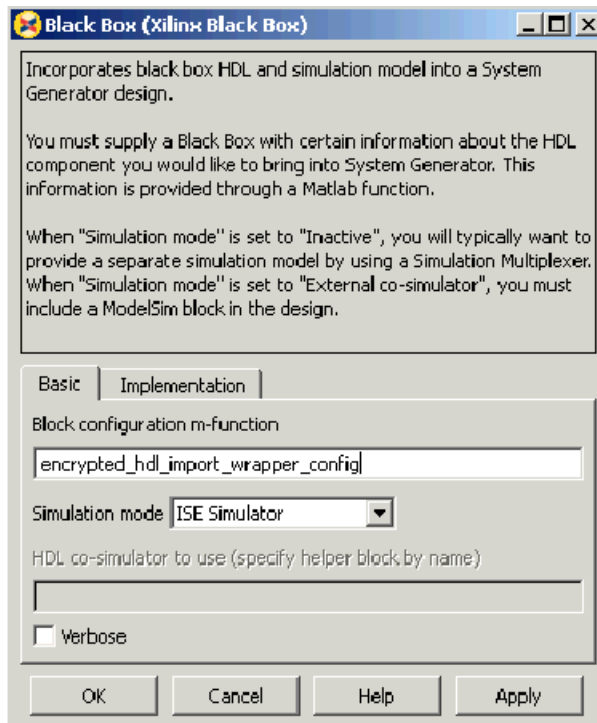 Black Box (Xilinx Black Box)
Incorporates black box HDL and simulation model into a System
Generator design.
You must supply a Black Box with certain information about the HDL
component you would like to bring into System Generator. This
information is provided through a Matlab function.
When "Simulation mode" is set to "Inactive", you will typically want to
provide a separate simulation model by using a Simulation Multiplexer.
When "Simulation mode" is set to "External co-simulator", you must
include a ModelSim block in the design.
Basic Implementation
Block configuration m-function
encrypted_hdl_import_wrapper_config
Simulation mode ISE Simulator
HDL co-simulator to use (specify helper block by name)
Verbose
OK Cancel Help Apply